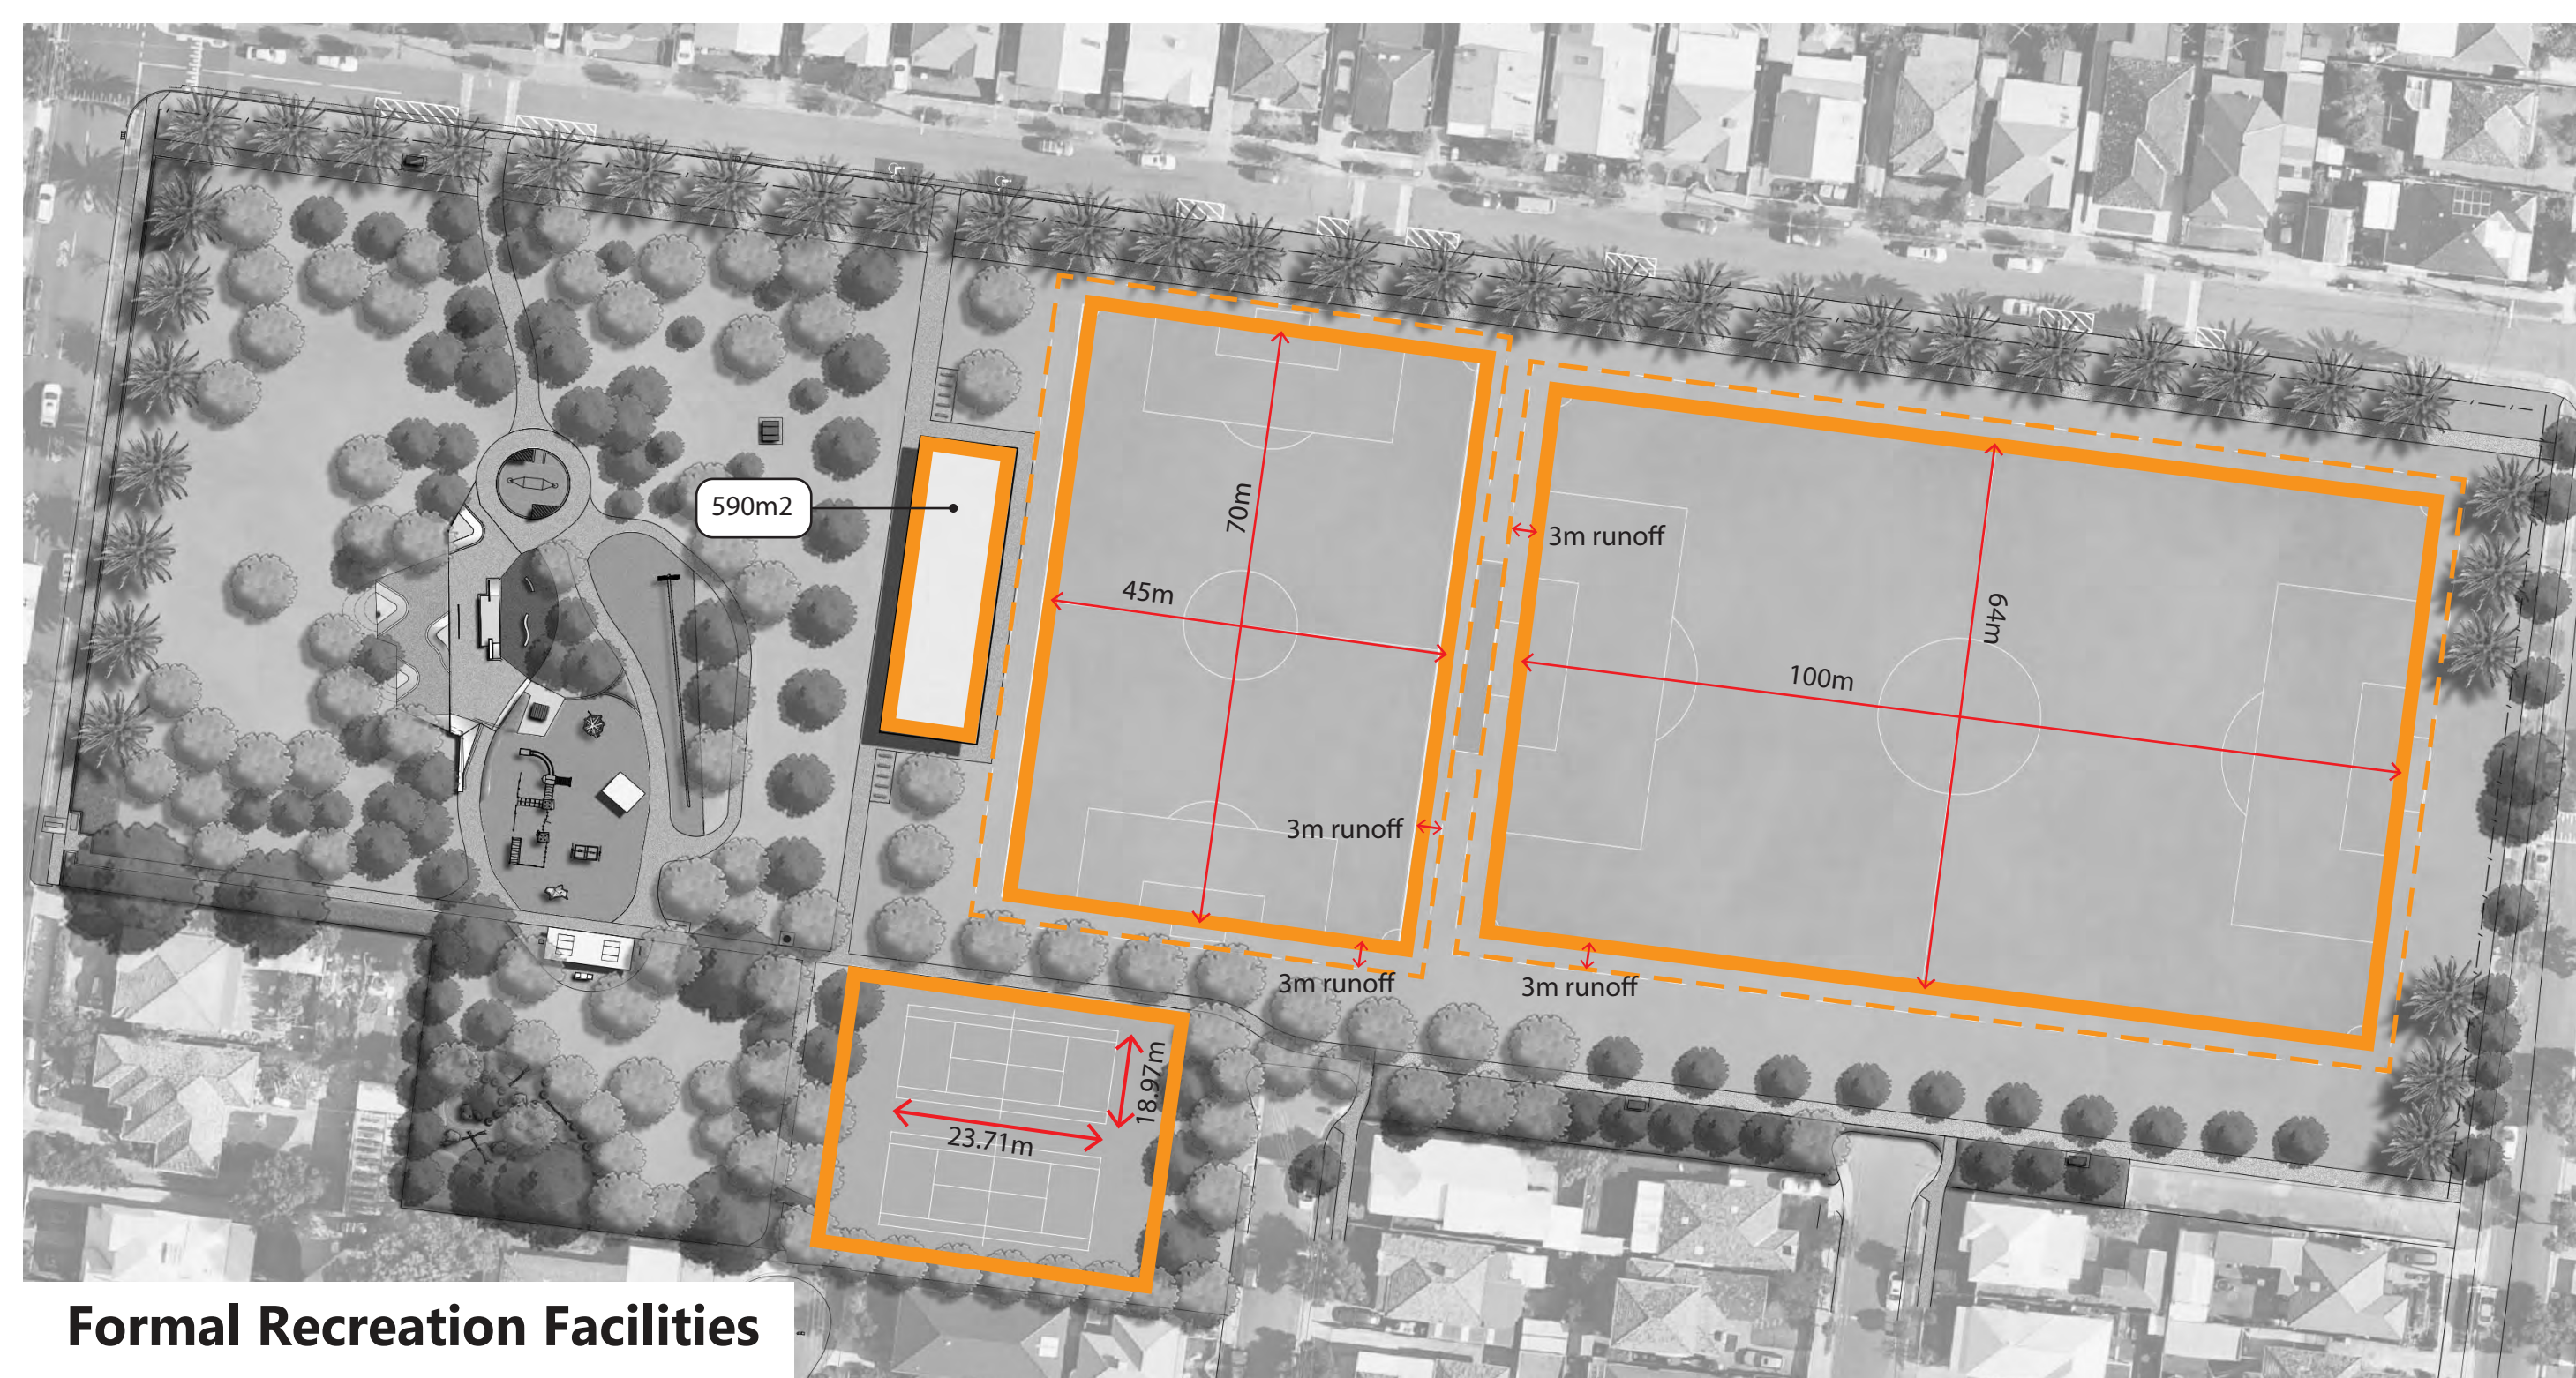 590m2
70m
45m
3m runoff
64m
100m
3m runoff
3m runoff
3m runoff
18.97m
23.71m
Formal Recreation Facilities